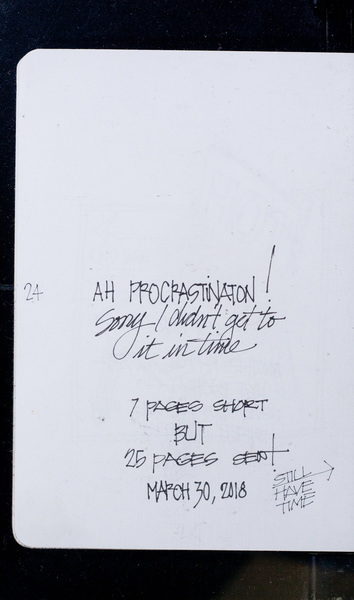 24
AH PROCRASTINATON!
Sorry I didn't get to
it in time
7 PAGES SHORT
BUT
25 PAGES SENT
MARCH 30, 2018
STILL
HAVE
TIME